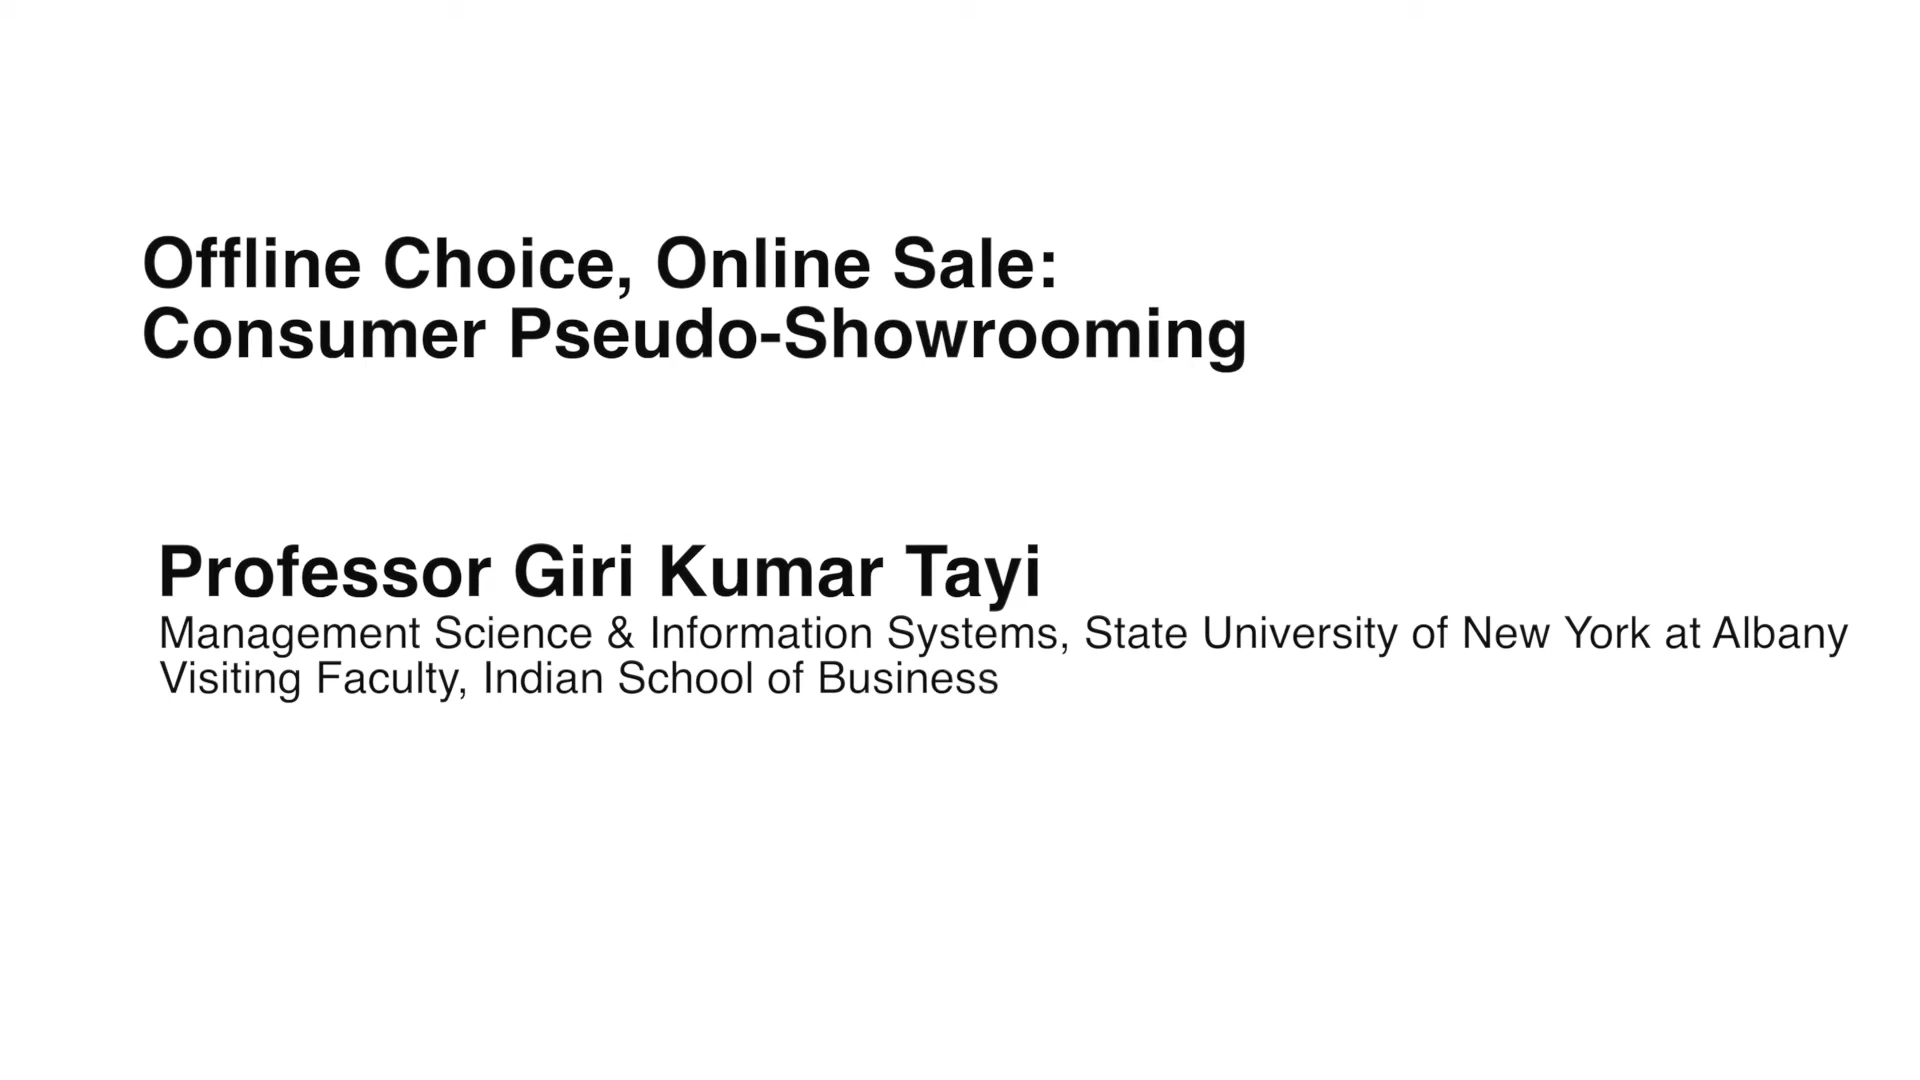 Offline Choice, Online Sale:
Consumer Pseudo-Showrooming
Professor Giri Kumar Tayi
Management Science & Information Systems, State University of New York at Albany
Visiting Faculty, Indian School of Business